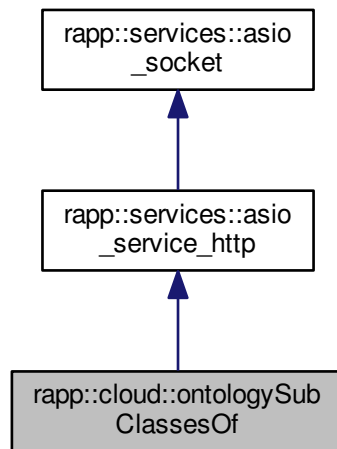 rapp::services::asio
_socket
rapp::services::asio
_service_http
rapp::cloud::ontologySub
ClassesOf